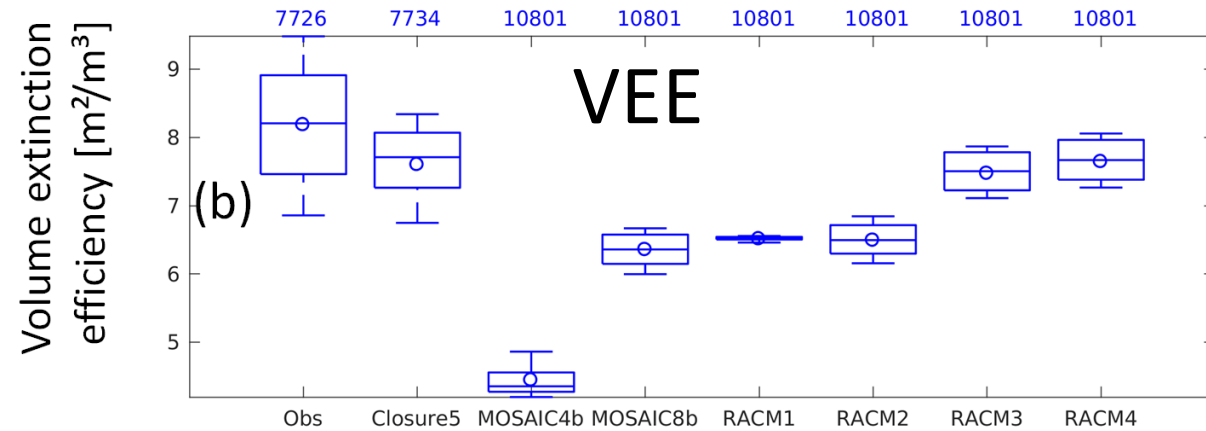 7726 7734 10801 10801 10801 10801 10801 10801
Volume extinction
efficiency [m²/m³]
VEE
(b)
9
8
7
6
5
Obs Closure5 MOSAIC4b MOSAIC8b RACM1 RACM2 RACM3 RACM4